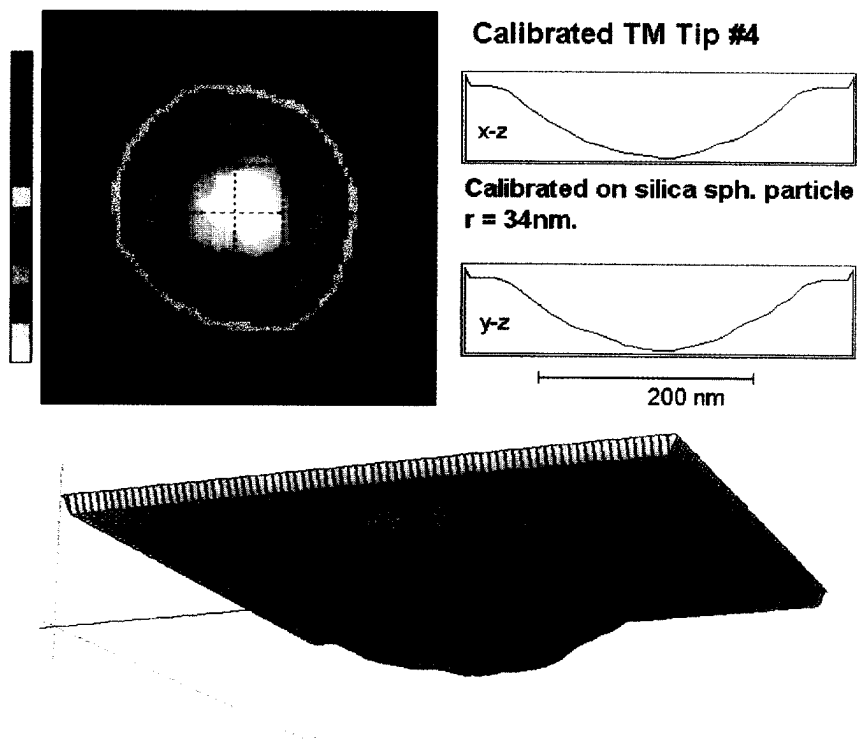 Calibrated TM Tip #4
x-z
Calibrated on silica sph. particle
r = 34nm.
y-z
200 nm